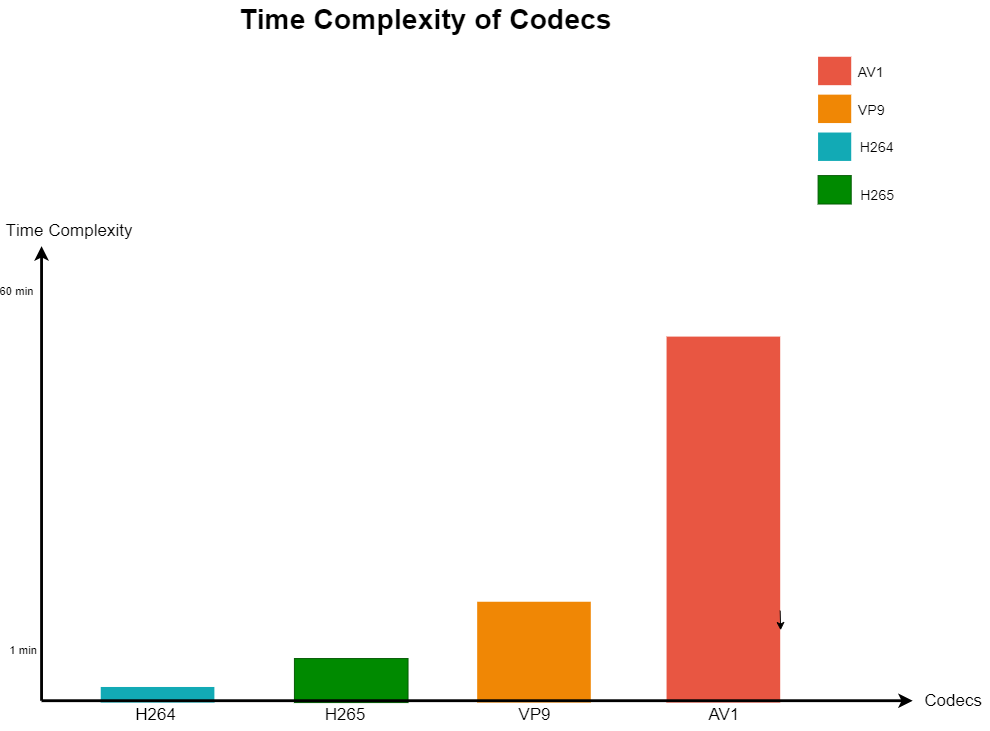 Time Complexity of Codecs
AV1
VP9
H264
H265
Time Complexity
60 min
1 min
H264
H265
VP9
AV1
Codecs